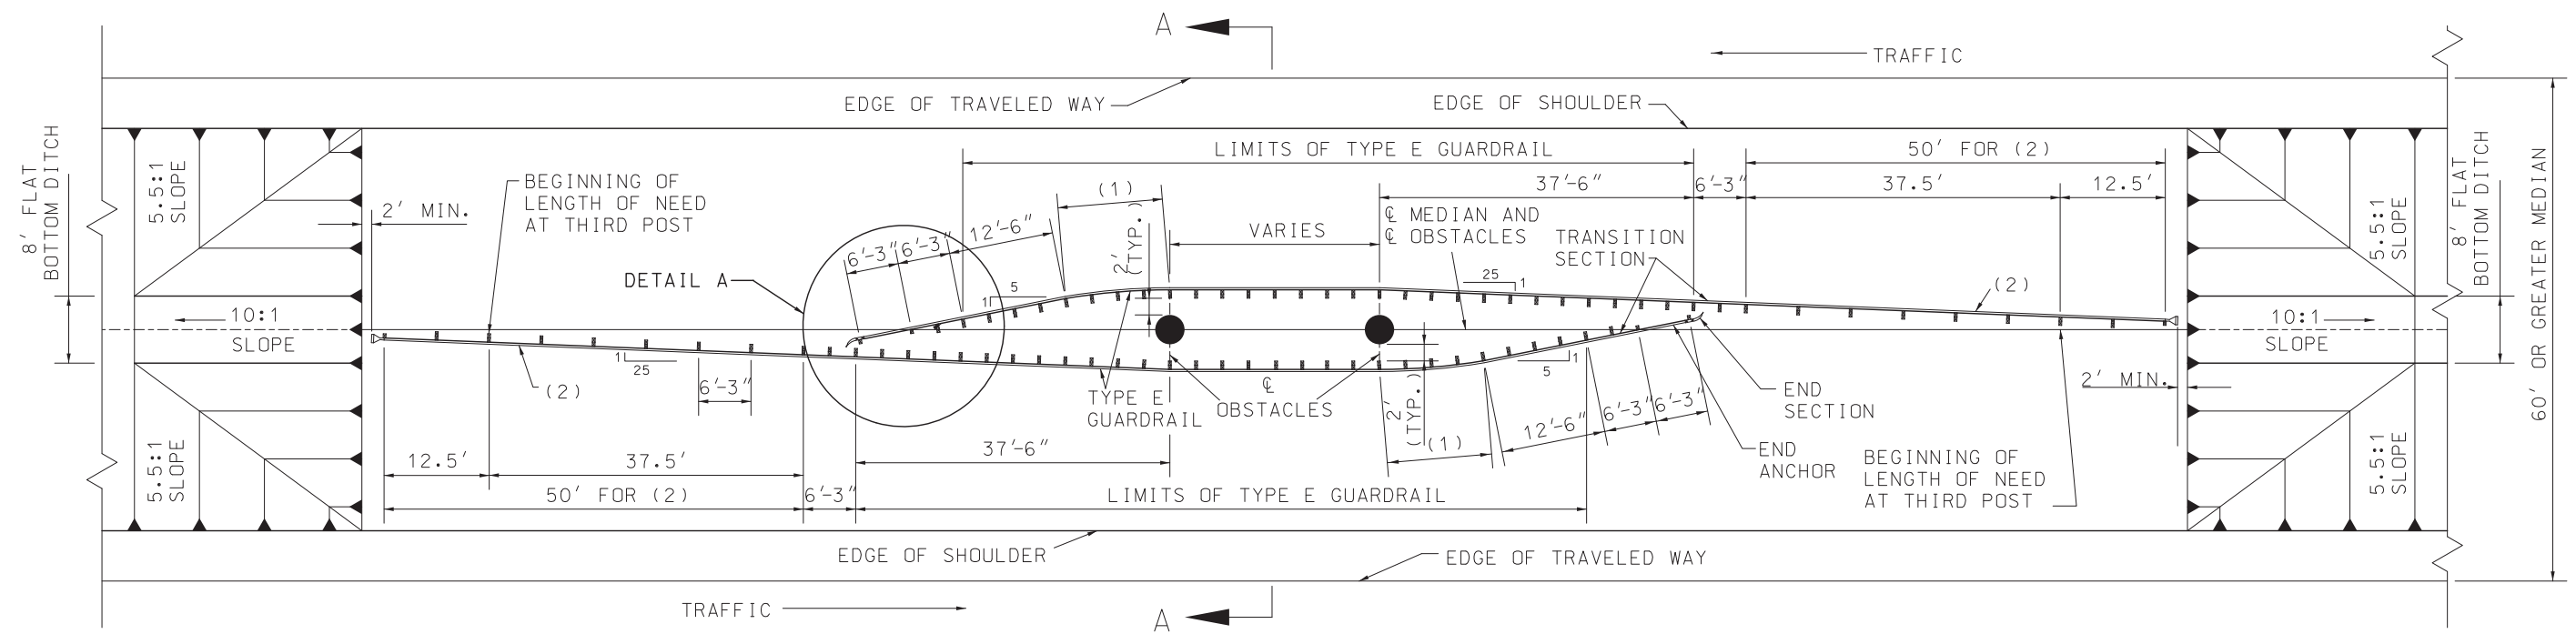 A
TRAFFIC
EDGE OF TRAVELED WAY
EDGE OF SHOULDER
8' FLAT
BOTTOM DITCH
5.5:1
SLOPE
2' MIN.
BEGINNING OF
LENGTH OF NEED
AT THIRD POST
LIMITS OF TYPE E GUARDRAIL
50' FOR (2)
(1)
37'-6"
6'-3"
37.5'
12.5'
12'-6"
6'-3"
6'-3"
2'
(TYP.)
VARIES
℄ MEDIAN AND
℄ OBSTACLES
TRANSITION
SECTION
DETAIL A
5
1
25
1
(2)
5.5:1
SLOPE
8' FLAT
BOTTOM DITCH
60' OR GREATER MEDIAN
10:1
SLOPE
10:1
SLOPE
1
25
(2)
6'-3"
TYPE E
GUARDRAIL
℄
OBSTACLES
2'
(TYP.)
(1)
5
1
12'-6"
6'-3"
6'-3"
END
SECTION
2' MIN.
END
ANCHOR
BEGINNING OF
LENGTH OF NEED
AT THIRD POST
5.5:1
SLOPE
5.5:1
SLOPE
12.5'
37.5'
37'-6"
50' FOR (2)
6'-3"
LIMITS OF TYPE E GUARDRAIL
EDGE OF SHOULDER
EDGE OF TRAVELED WAY
TRAFFIC
A